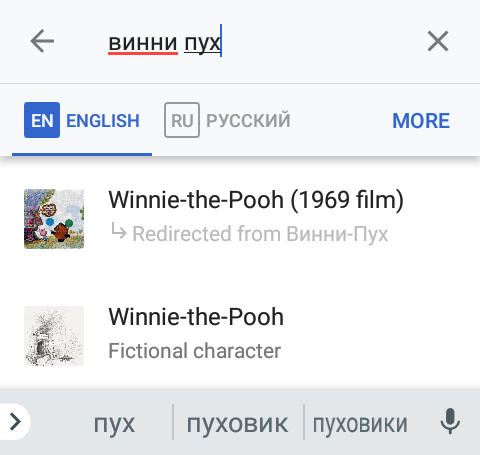 винни пух
EN ENGLISH RU РУССКИЙ MORE
Winnie-the-Pooh (1969 film)
Redirected from Винни-Пух
Winnie-the-Pooh
Fictional character
пух пуховик пуховики